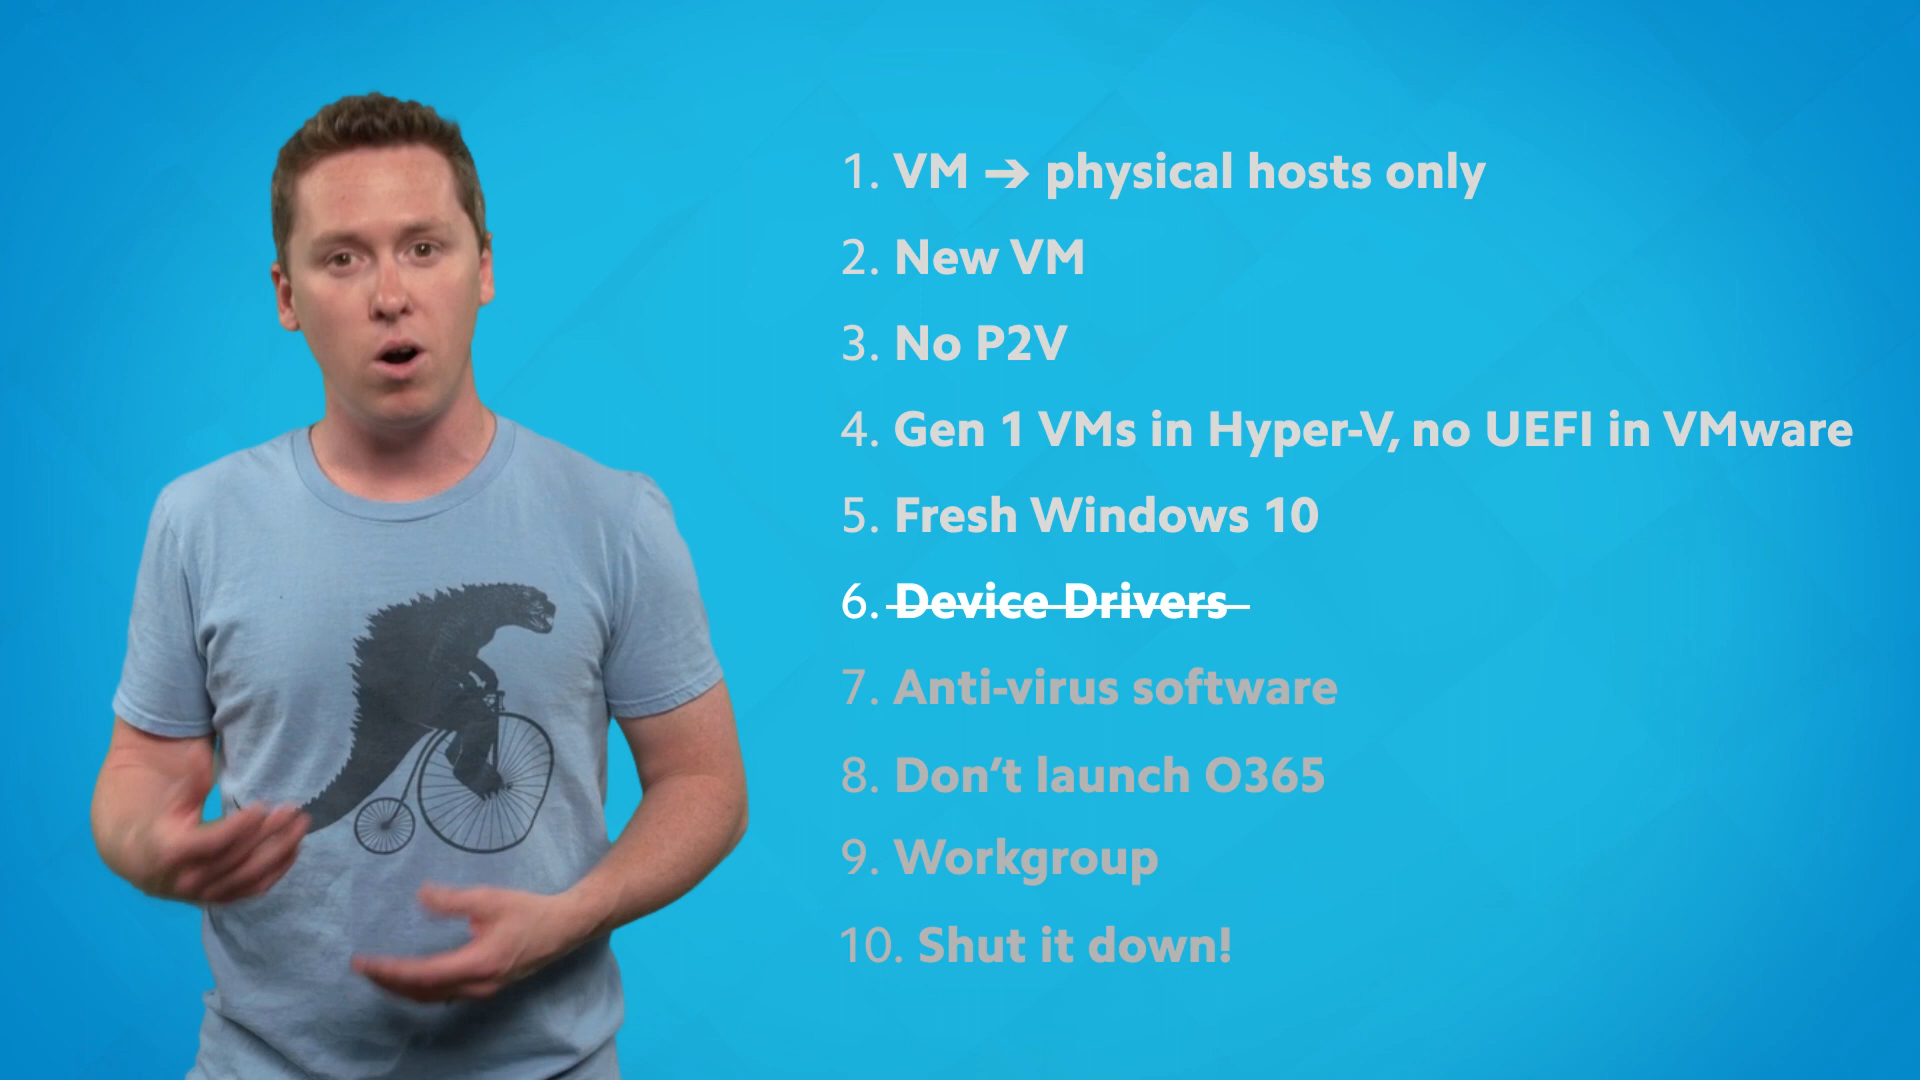 1. VM ➔ physical hosts only
2. New VM
3. No P2V
4. Gen 1 VMs in Hyper-V, no UEFI in VMware
5. Fresh Windows 10
6. Device Drivers
7. Anti-virus software
8. Don’t launch O365
9. Workgroup
10. Shut it down!